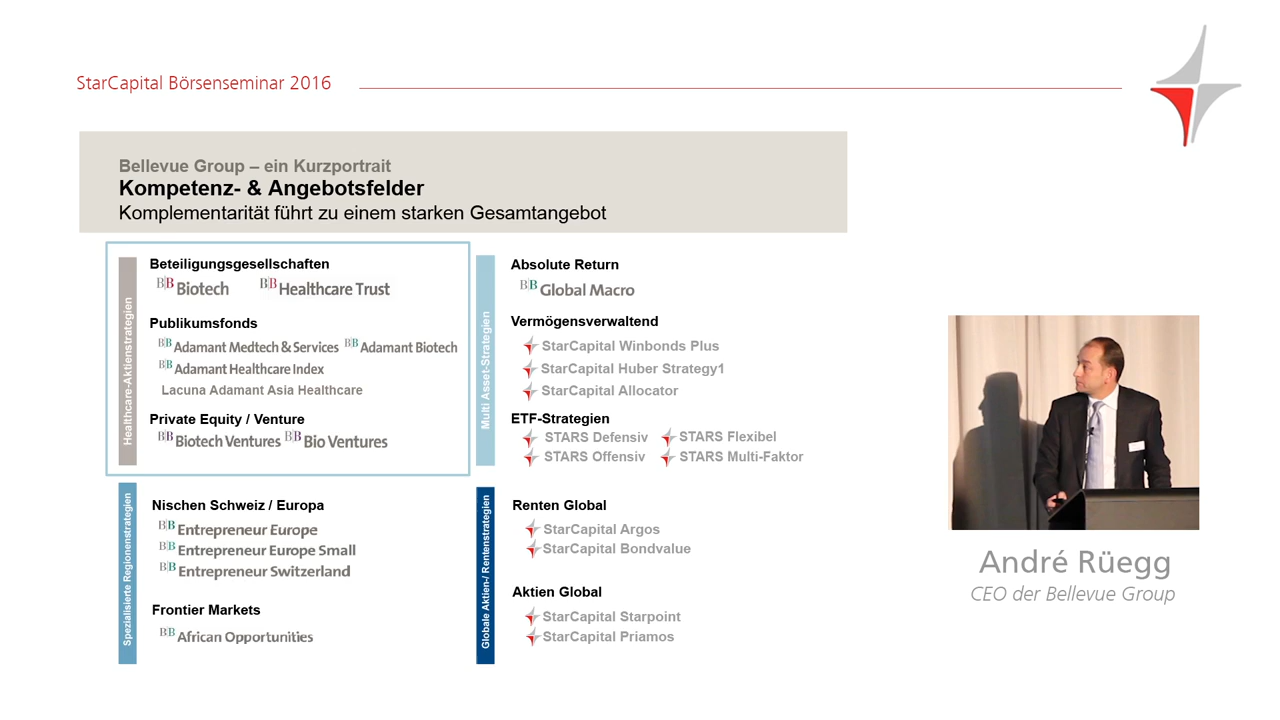 StarCapital Börsenseminar 2016
Bellevue Group – ein Kurzportrait
Kompetenz- & Angebotsfelder
Komplementarität führt zu einem starken Gesamtangebot
Healthcare-Aktienstrategien
Beteiligungsgesellschaften
BB Biotech BB Healthcare Trust
Publikumsfonds
BB Adamant Medtech & Services BB Adamant Biotech
BB Adamant Healthcare Index
Lacuna Adamant Asia Healthcare
Private Equity / Venture
BB Biotech Ventures BB Bio Ventures
Multi Asset-Strategien
Absolute Return
BB Global Macro
Vermögensverwaltend
StarCapital Winbonds Plus
StarCapital Huber Strategy1
StarCapital Allocator
ETF-Strategien
STARS Defensiv STARS Flexibel
STARS Offensiv STARS Multi-Faktor
Spezialisierte Regionenstrategien
Nischen Schweiz / Europa
BB Entrepreneur Europe
BB Entrepreneur Europe Small
BB Entrepreneur Switzerland
Frontier Markets
BB African Opportunities
Globale Aktien-/ Rentenstrategien
Renten Global
StarCapital Argos
StarCapital Bondvalue
Aktien Global
StarCapital Starpoint
StarCapital Priamos
André Rüegg
CEO der Bellevue Group